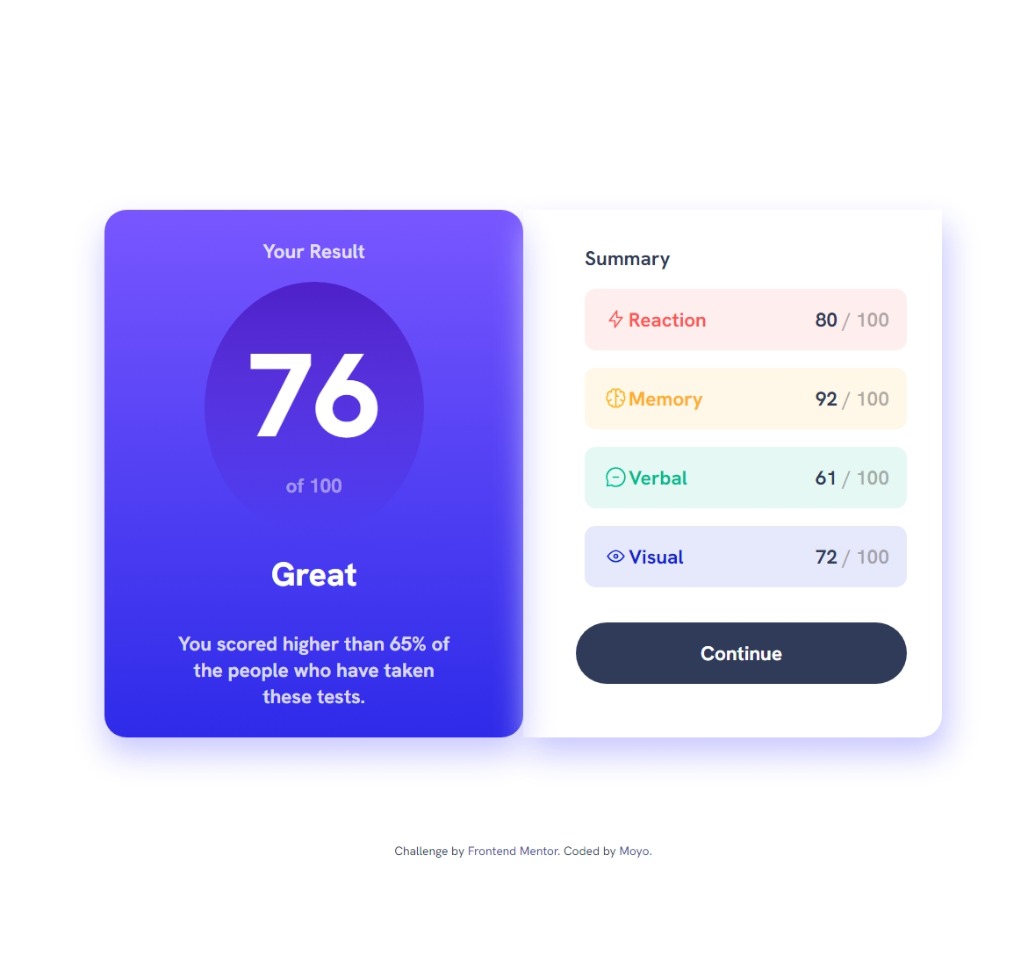 Your Result
76
of 100
Great
You scored higher than 65% of
the people who have taken
these tests.
Summary
Reaction 80 / 100
Memory 92 / 100
Verbal 61 / 100
Visual 72 / 100
Continue
Challenge by Frontend Mentor. Coded by Moyo.